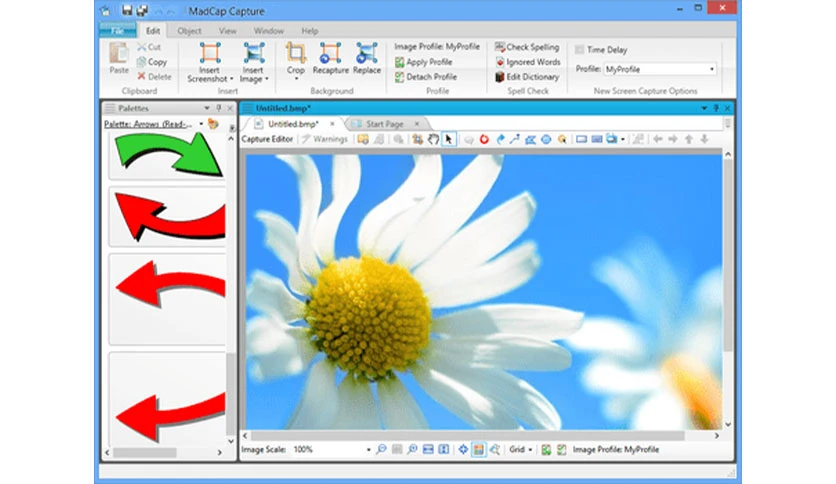 MadCap Capture
File Edit Object View Window Help
Paste
Cut
Copy
Delete
Clipboard
Insert Screenshot
Insert Image
Insert
Crop
Recapture
Replace
Background
Image Profile: MyProfile
Apply Profile
Detach Profile
Profile
Check Spelling
Ignored Words
Edit Dictionary
Spell Check
Time Delay
Profile: MyProfile
New Screen Capture Options
Palettes
Palette: Arrows (Read-...
Untitled.bmp*
Untitled.bmp* Start Page
Capture Editor Warnings
Image Scale: 100% Grid Image Profile: MyProfile